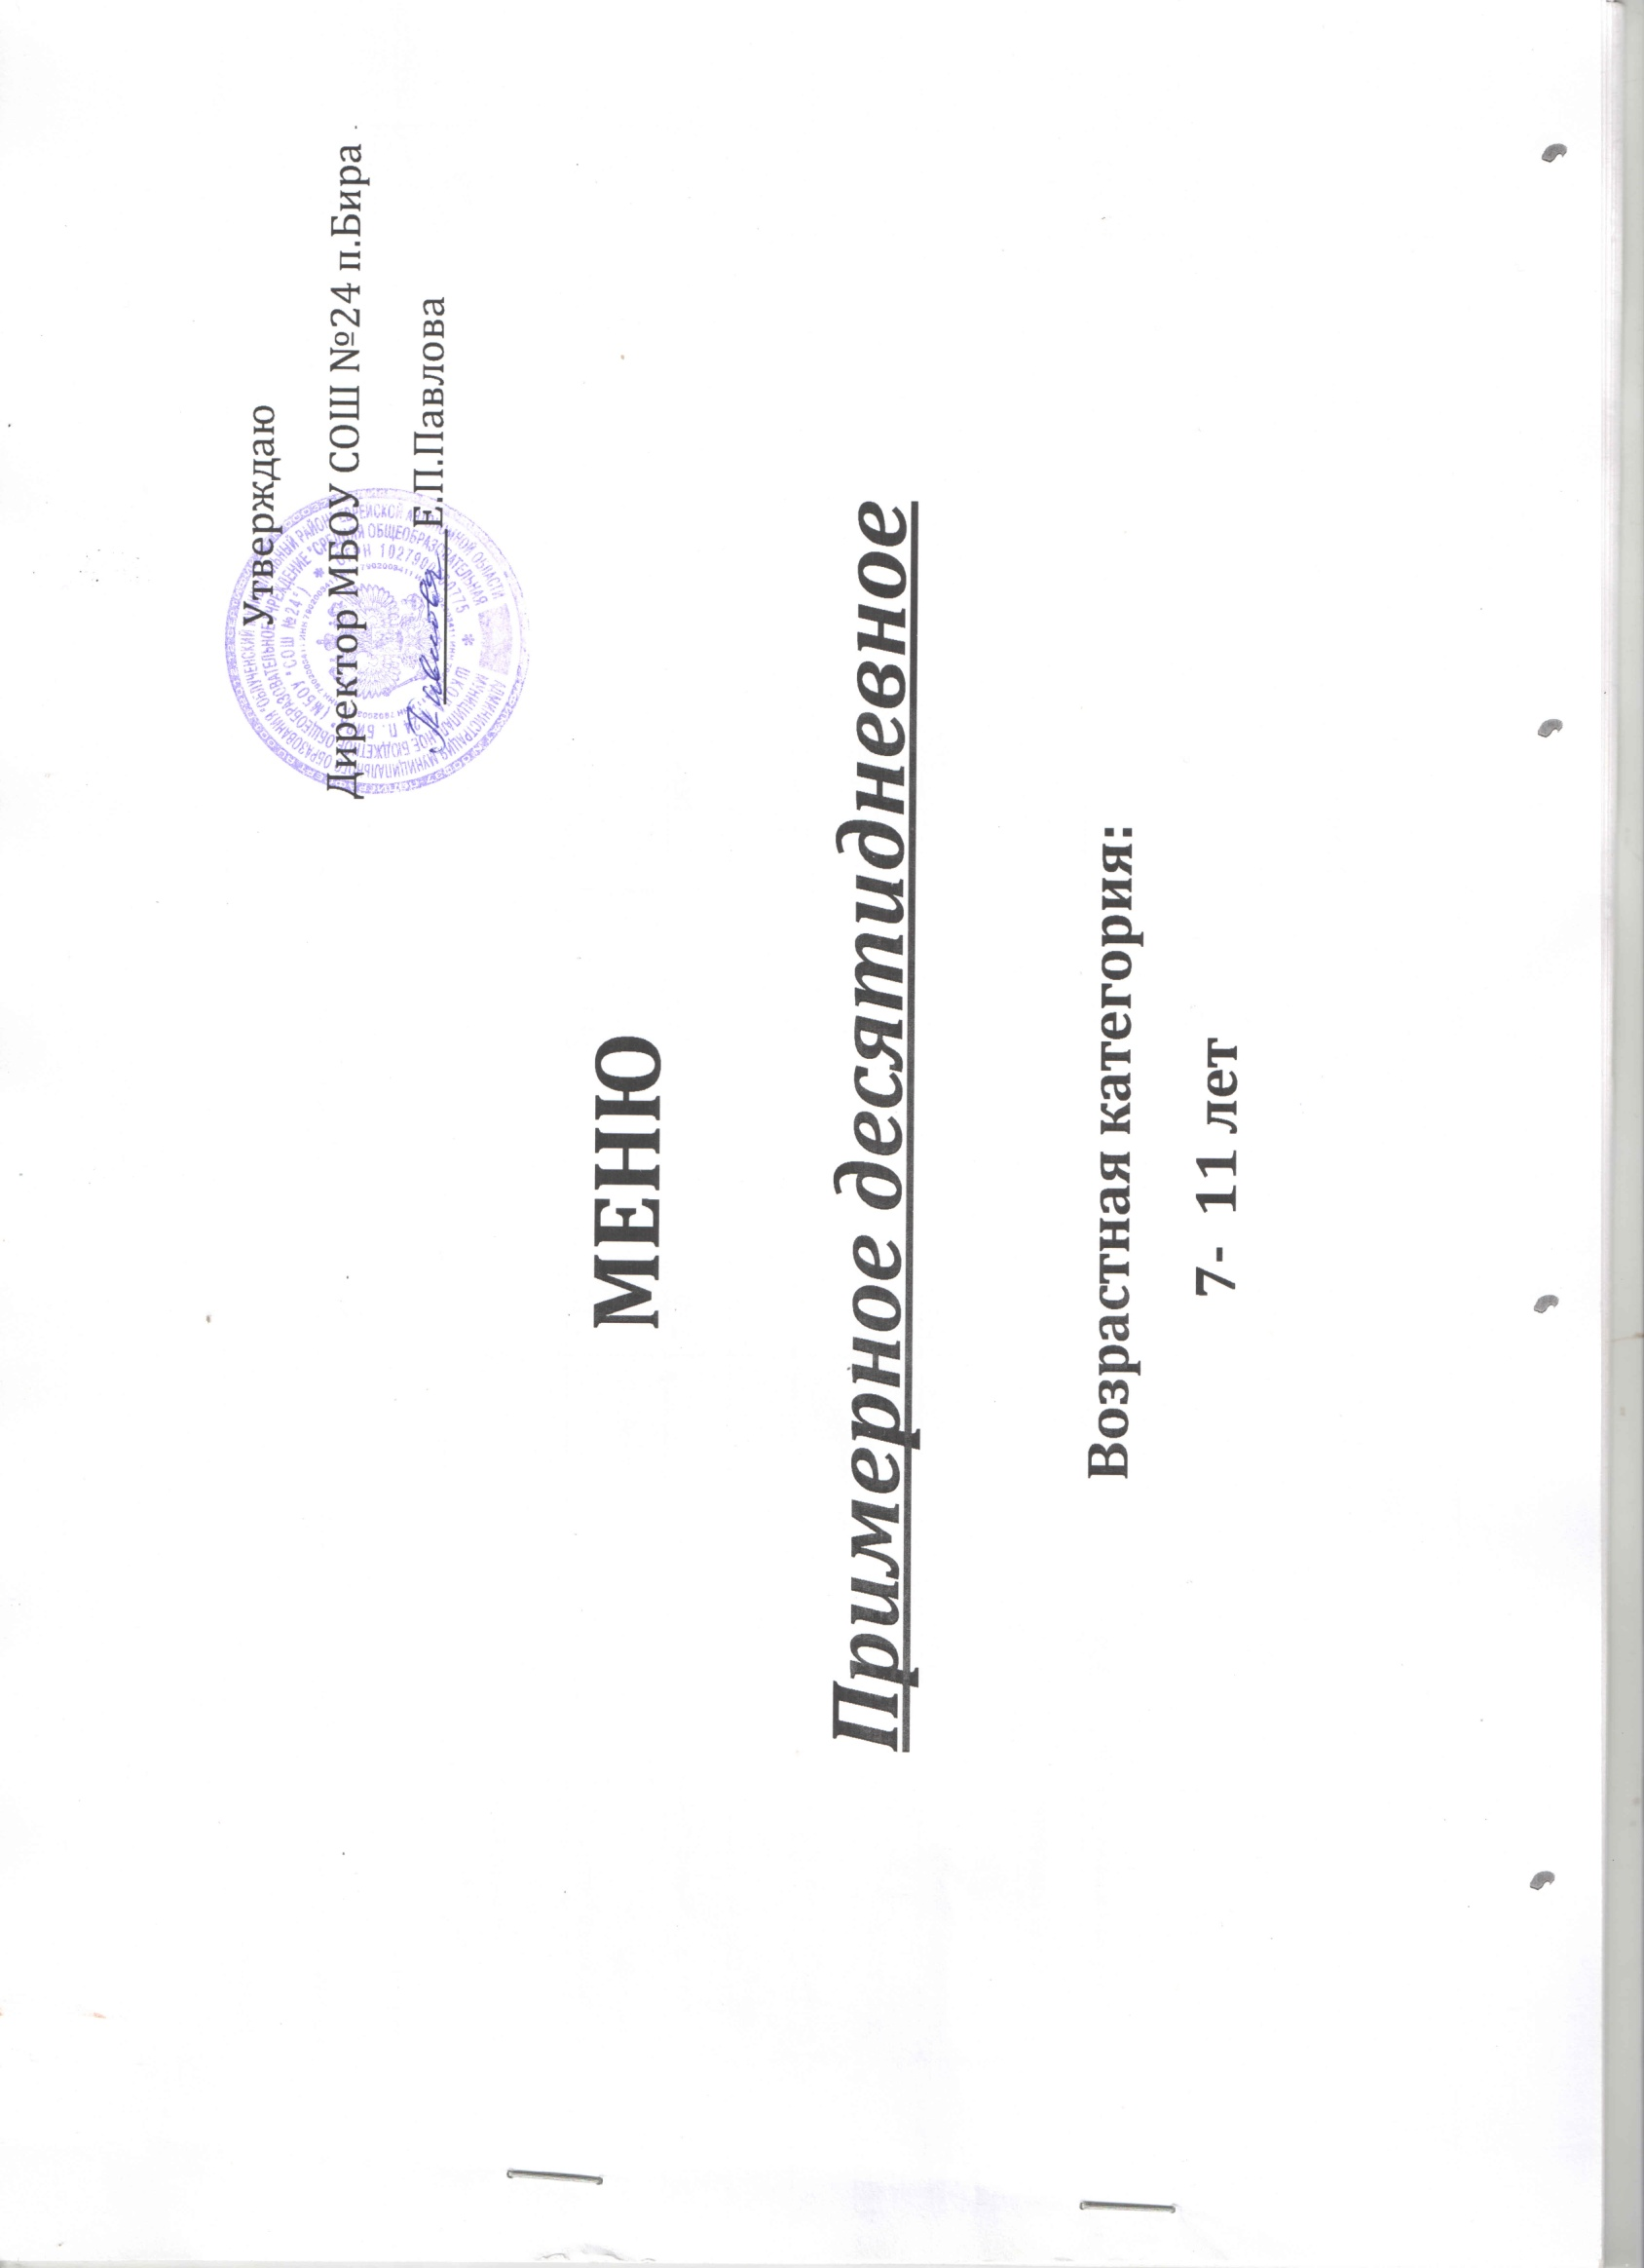 Утверждаю
Директор МБОУ СОШ №24 п.Бира
Е.П.Павлова
МЕНЮ
Примерное десятидневное
Возрастная категория:
7- 11 лет